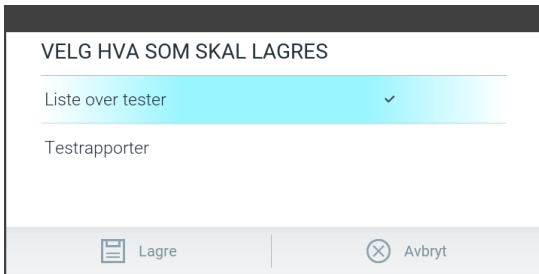 VELG HVA SOM SKAL LAGRES
Liste over tester
Testrapporter
Lagre
Avbryt